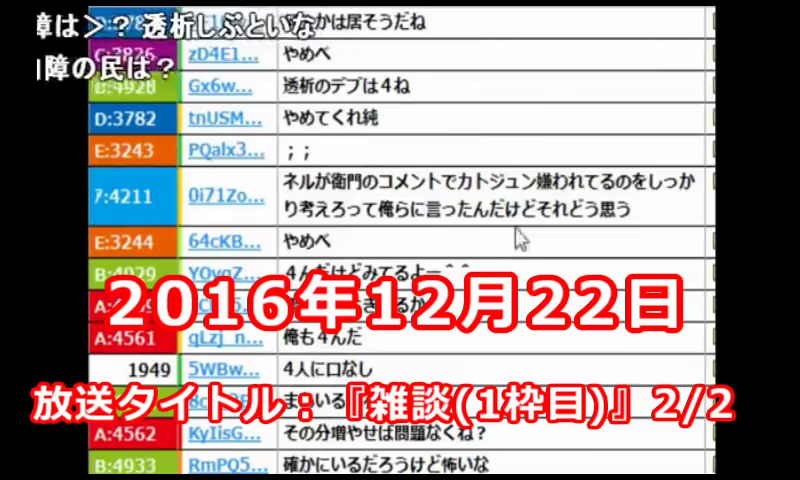 障は＞？ 透析しぶといな
かは居そうだね
山障の民は？
C:3826 zD4E1... やめべ
B:4928 Gx6w... 透析のデブは４ね
D:3782 tnUSM... やめてくれ純
E:3243 PQalx3... ；；
7:4211 0i71Zo... ネルが衛門のコメントでカトジュン嫌われてるのをしっか
り考えろって俺らに言ったんだけどそれどう思う
E:3244 64cKB... やめべ
B:4929 YOvgZ... ４んだけどみてるよー＾＾
2016年12月22日
A:4561 qLzj_n... 俺も４んだ
1949 5WBw... 4人に口なし
放送タイトル：『雑談(1枠目)』2/2
A:4562 KyIisG... その分増やせば問題なくね？
B:4933 RmPQ5... 確かにいるだろうけど怖いな